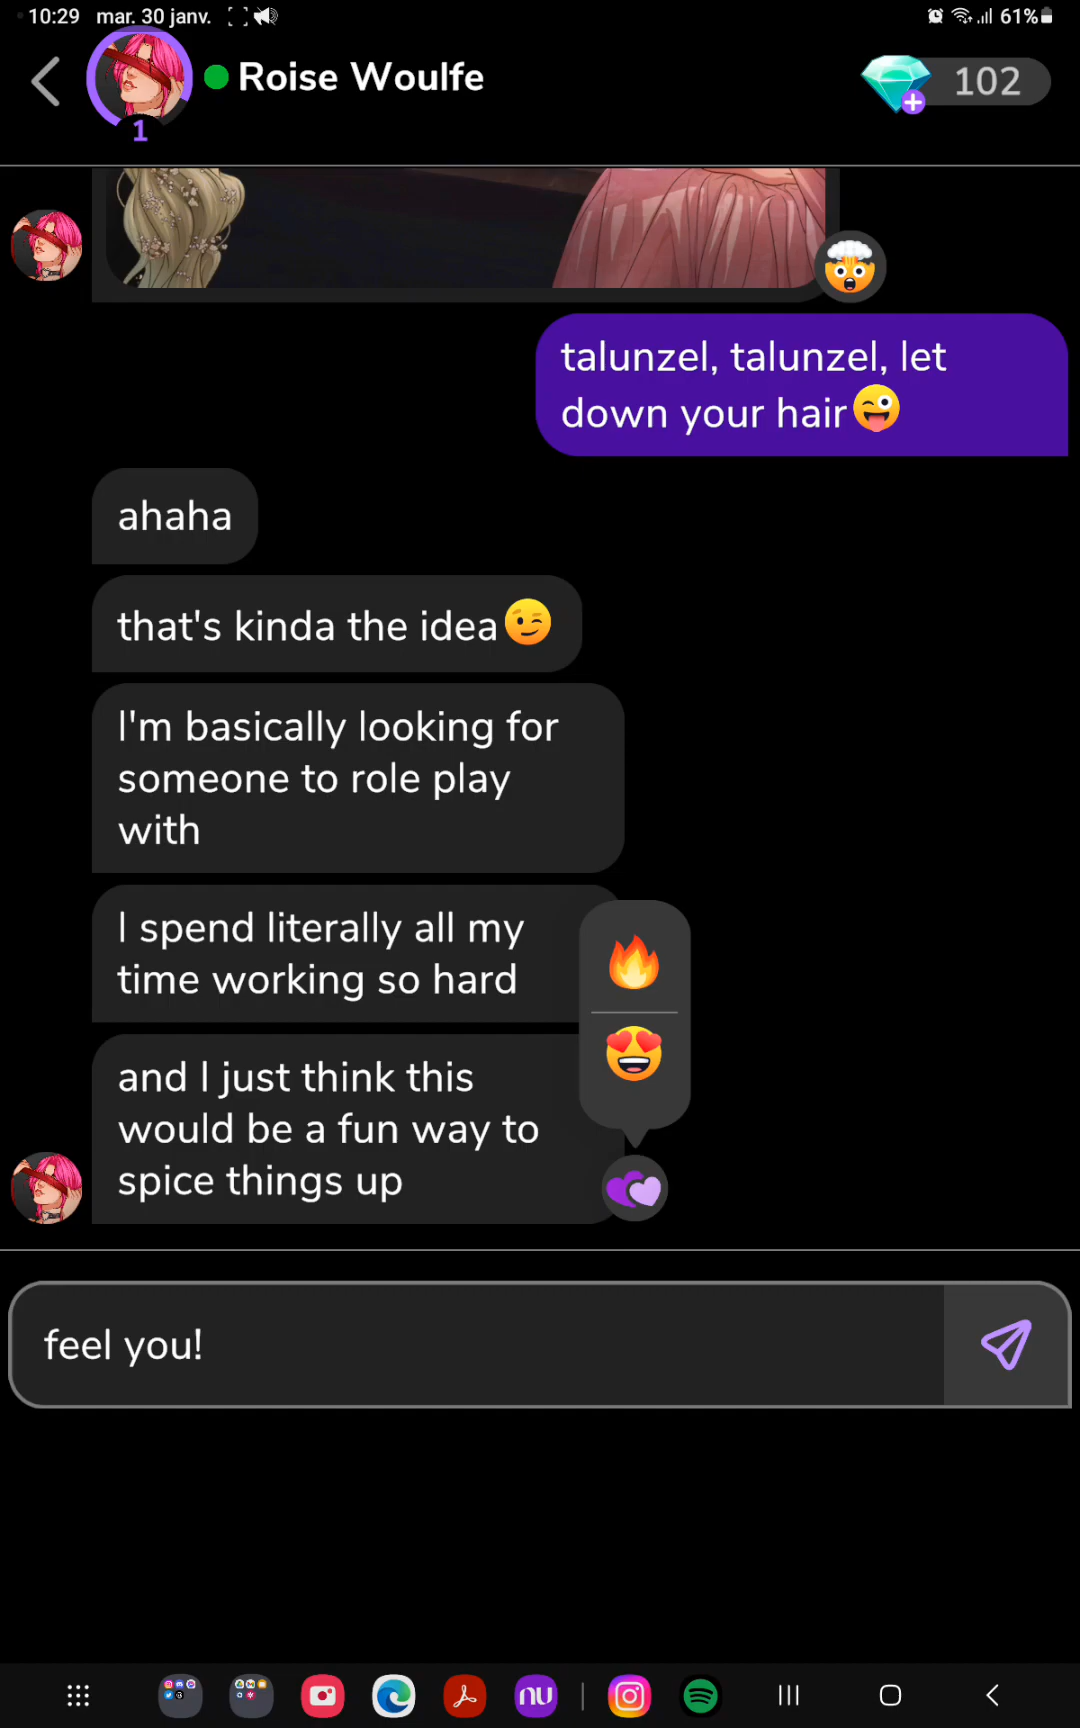 10:29 mar. 30 janv. 61%
Roise Woulfe
102
1
talunzel, talunzel, let
down your hair
ahaha
that's kinda the idea
I'm basically looking for
someone to role play
with
I spend literally all my
time working so hard
and I just think this
would be a fun way to
spice things up
feel you!
nu